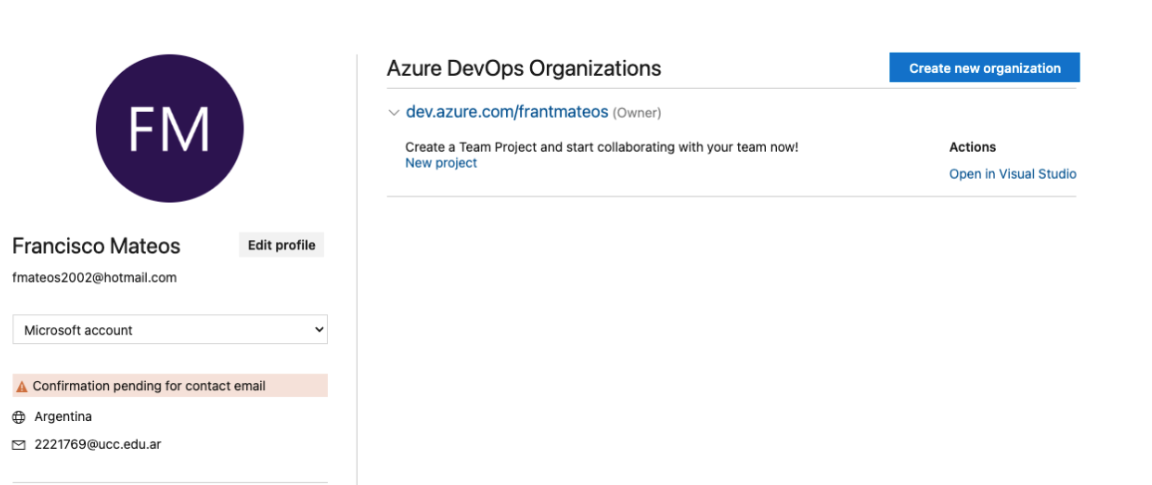 FM
Francisco Mateos
Edit profile
fmateos2002@hotmail.com
Microsoft account
Confirmation pending for contact email
Argentina
2221769@ucc.edu.ar
Azure DevOps Organizations
Create new organization
dev.azure.com/frantmateos (Owner)
Create a Team Project and start collaborating with your team now!
New project
Actions
Open in Visual Studio